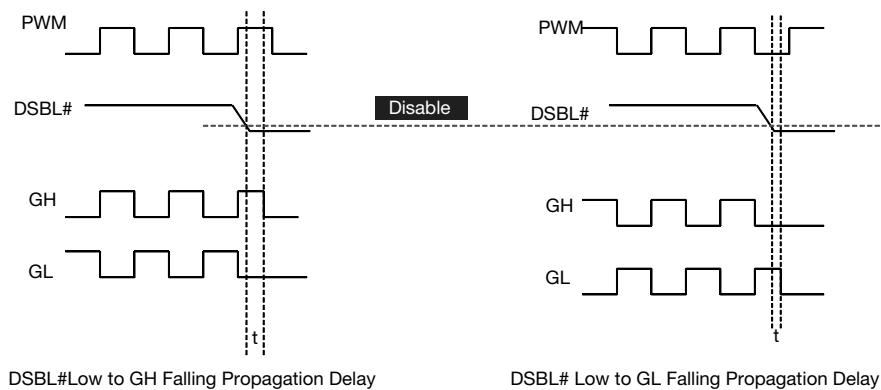 PWM
DSBL#
GH
GL
t
DSBL#Low to GH Falling Propagation Delay
Disable
PWM
DSBL#
GH
GL
t
DSBL# Low to GL Falling Propagation Delay